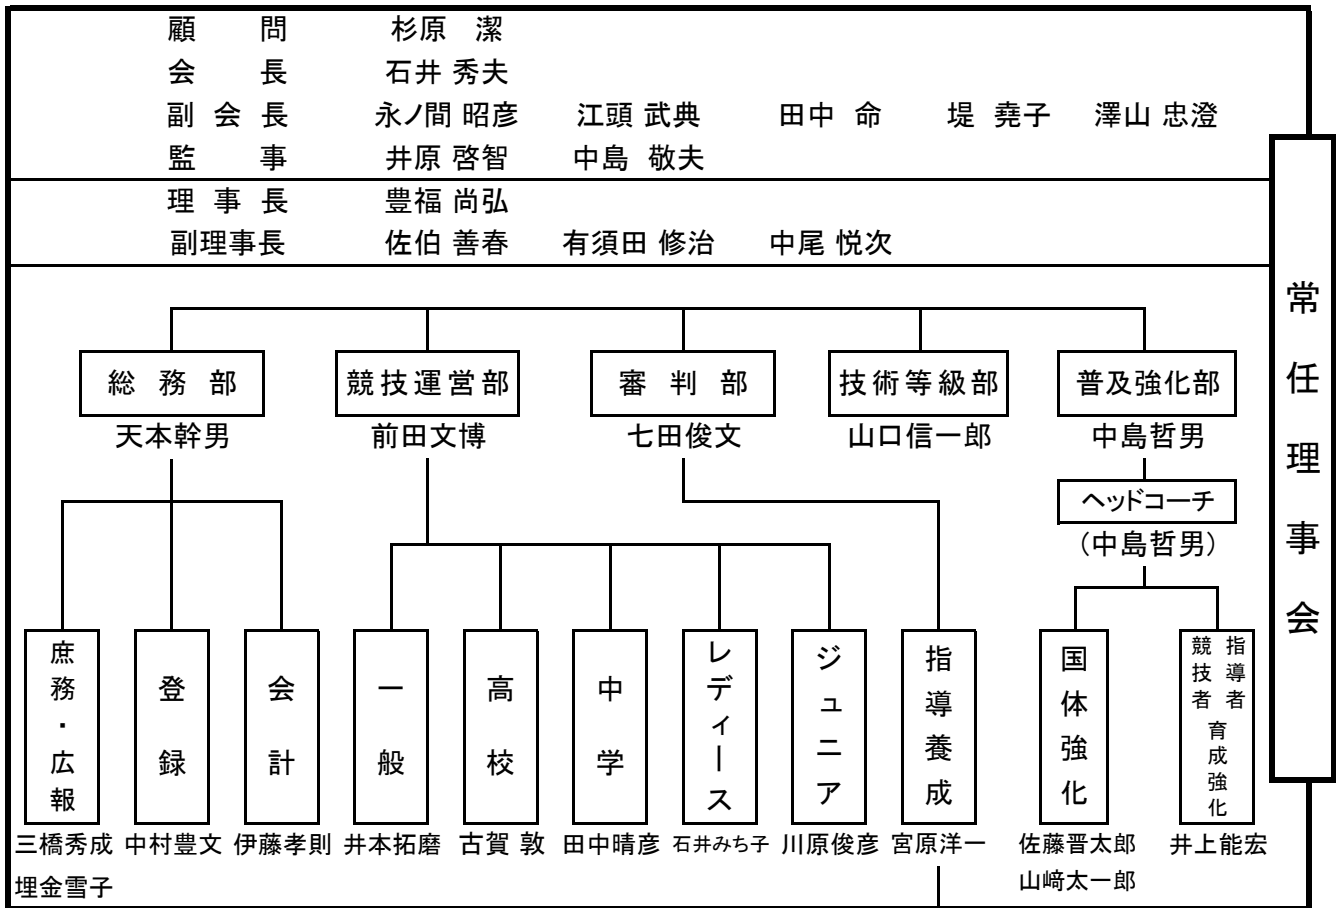 顧　問　杉原　潔
会　長　石井 秀夫
副 会 長　永ノ間 昭彦　江頭 武典　田中 命　堤 堯子　澤山 忠澄
監　事　井原 啓智　中島 敬夫
理 事 長　豊福 尚弘
副理事長　佐伯 善春　有須田 修治　中尾 悦次
常任理事会
総務部　競技運営部　審判部　技術等級部　普及強化部
天本幹男　前田文博　七田俊文　山口信一郎　中島哲男
ヘッドコーチ
(中島哲男)
庶務・広報　登録　会計　一般　高校　中学　レディース　ジュニア　指導養成　国体強化　指導者競技者育成強化
三橋秀成　中村豊文　伊藤孝則　井本拓磨　古賀 敦　田中晴彦　石井みち子　川原俊彦　宮原洋一　佐藤晋太郎　井上能宏
埋金雪子　山﨑太一郎